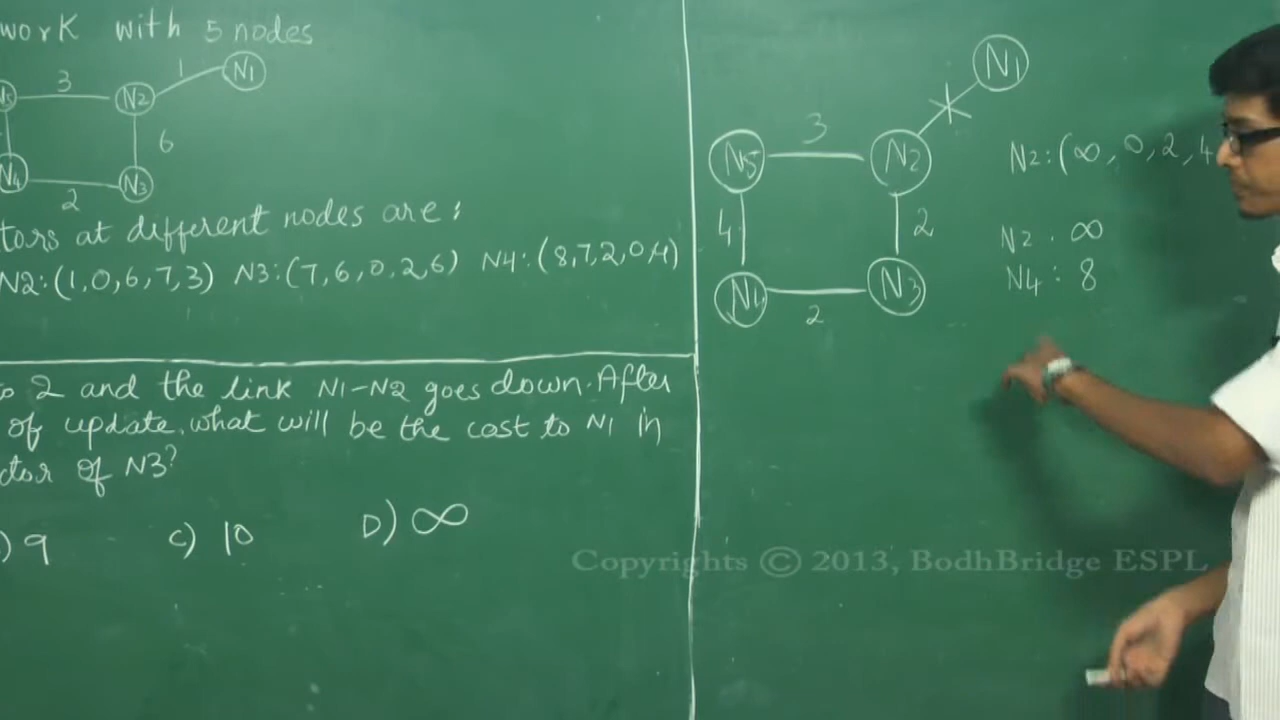 work with 5 nodes
3
1
N1
N2
6
N4
N3
2
tors at different nodes are:
N2:(1,0,6,7,3) N3:(7,6,0,2,6) N4:(8,7,2,0,4)
2 and the link N1-N2 goes down. After
of update, what will be the cost to N1 in
ctor of N3?
) 9 C) 10 D) ∞
N1
3
N5
N2
N2:(∞,0,2,4
4
2
N2: ∞
N4: 8
N4
N3
2
Copyrights © 2013, BodhBridge ESPL